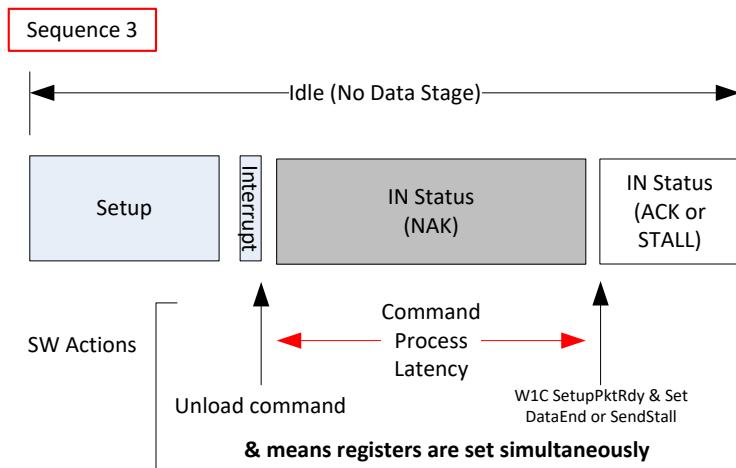 Sequence 3
Idle (No Data Stage)
Setup
Interrupt
IN Status
(NAK)
IN Status
(ACK or
STALL)
SW Actions
Command
Process
Latency
Unload command
W1C SetupPktRdy & Set
DataEnd or SendStall
& means registers are set simultaneously